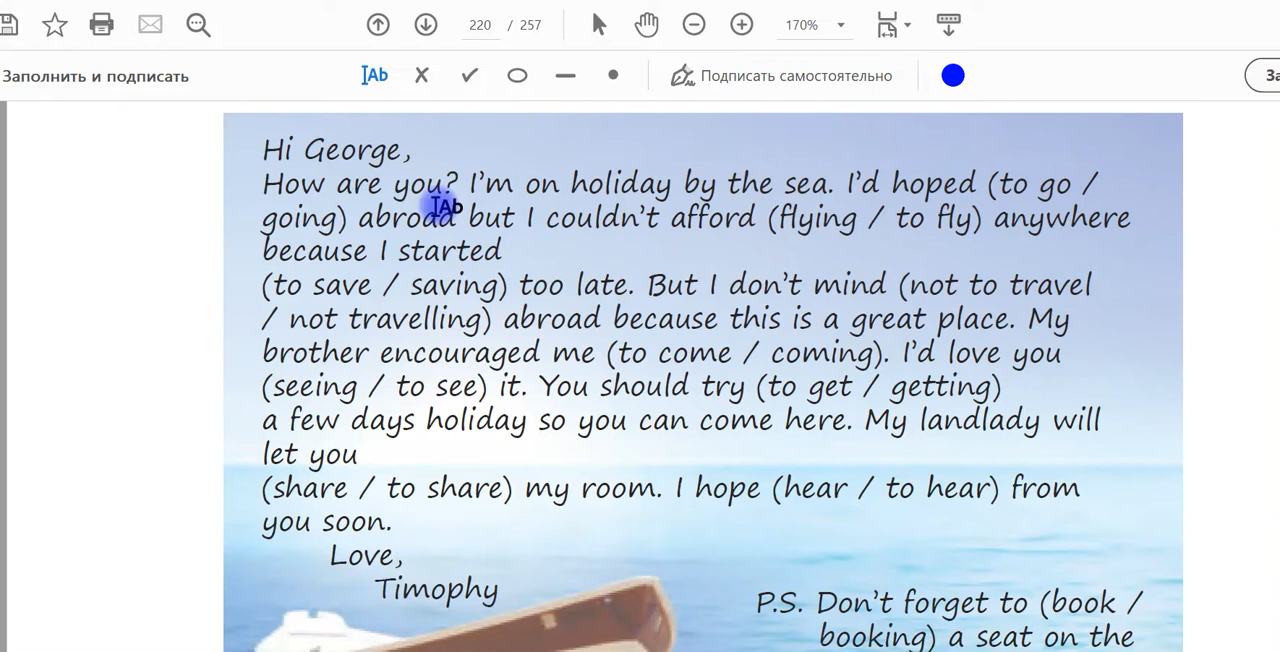 220 / 257
170%
Заполнить и подписать
Ab
Подписать самостоятельно
За
Hi George,
How are you? I'm on holiday by the sea. I'd hoped (to go /
going) abroad but I couldn't afford (flying / to fly) anywhere
because I started
(to save / saving) too late. But I don't mind (not to travel
/ not travelling) abroad because this is a great place. My
brother encouraged me (to come / coming). I'd love you
(seeing / to see) it. You should try (to get / getting)
a few days holiday so you can come here. My landlady will
let you
(share / to share) my room. I hope (hear / to hear) from
you soon.
Love,
Timophy
P.S. Don't forget to (book /
booking) a seat on the